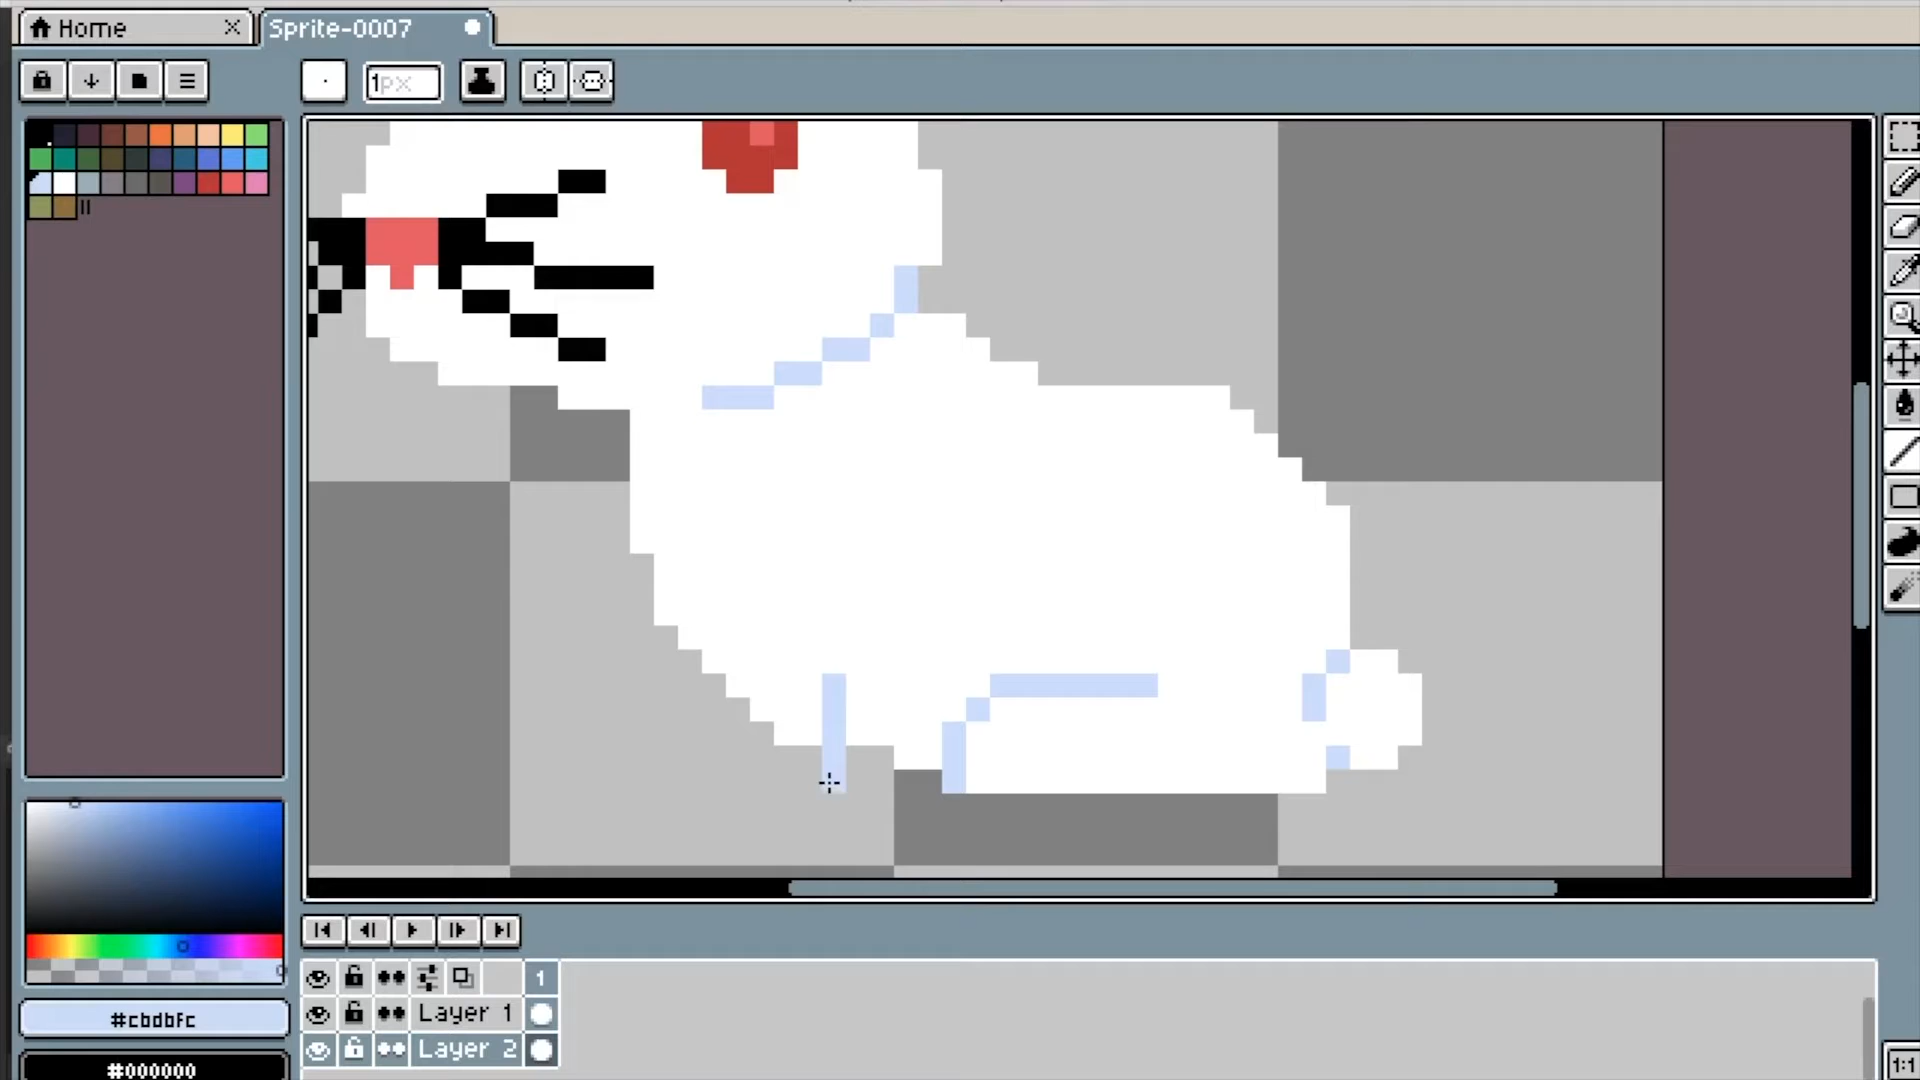 Home
Sprite-0007
1px
1
Layer 1
Layer 2
#cbdbfc
#000000
1:1